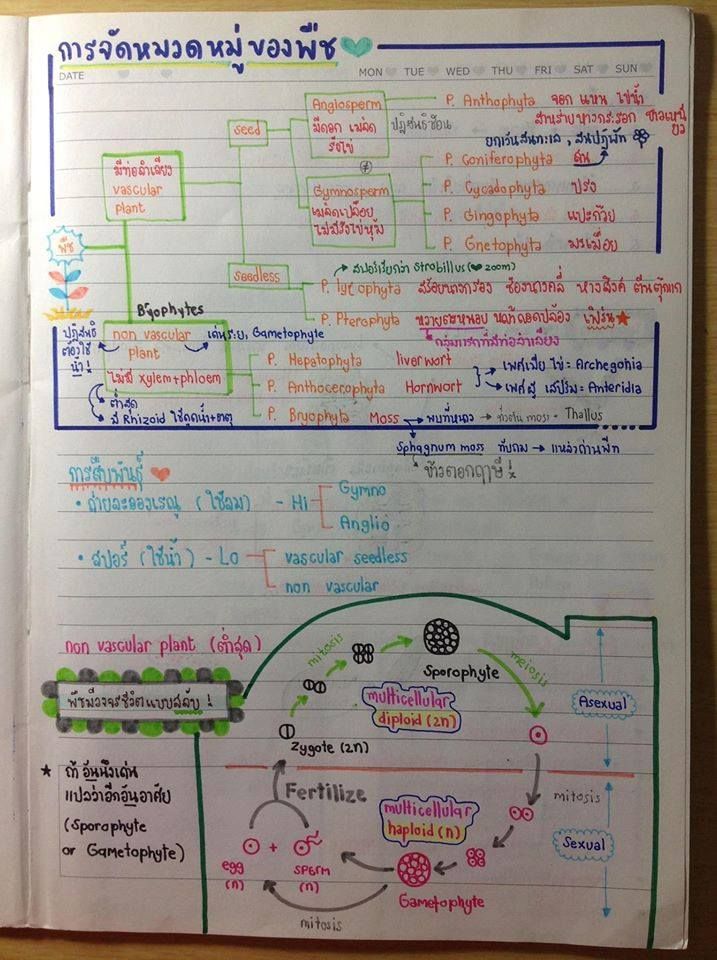 การจัดหมวดหมู่ของพืช
DATE MON TUE WED THU FRI SAT SUN
พืช
มีท่อลำเลียง
vascular
plant
seed
Angiosperm
มีดอก เมล็ด
รังไข่
ปฏิสนธิซ้อน
P. Anthophyta จอก แหน ไข่น้ำ
สาหร่ายหางกระรอก
ยกเว้นสนทะเล, สนปฏิพัทธ์
≠
Gymnosperm
เมล็ดเปลือย
ไม่มีรังไข่หุ้ม
P. Coniferophyta สน
P. Cycadophyta ปรง
P. Gingophyta แปะก๊วย
P. Gnetophyta มะเมื่อย
seedless
สปอร์เรียกว่า Strobillus (zoom)
P. lycophyta สร้อยนางกรอง ช้องนางคลี่ หางสิงห์ ตีนตุ๊กแก
P. Pterophyta หวายทะนอย หญ้าถอดปล้อง เฟิร์น
กลุ่มแรกที่มีท่อลำเลียง
Bryophytes
ปฏิสนธิ
ต้องใช้
น้ำ!
non vascular
plant
ไม่มี xylem+phloem
เด่นระยะ Gametophyte
ต่ำสุด
มี Rhizoid ใช้ดูดน้ำ+ธาตุ
P. Hepatophyta liverwort
P. Anthocerophyta Hornwort
P. Bryophyta Moss → พบที่หมด → ตัวต้น moss = Thallus
เพศเมีย ไข่ = Archegonia
เพศผู้ สเปิร์ม = Anteridia
Sphagnum moss ทับถม → แหล่งถ่านพีท
ข้าวตอกฤาษี!
การสืบพันธุ์
• ถ่ายละอองเรณู (ใช้ลม) - Hi
Gymno
Anglio
• สปอร์ (ใช้น้ำ) - Lo
vascular seedless
non vascular
non vascular plant (ต่ำสุด)
พืชมีวงจรชีวิตแบบสลับ!
★ ถ้าอันนึงเด่น
แปลว่าอีกอันอาศัย
(Sporophyte
or Gametophyte)
mitosis
Sporophyte
meiosis
multicellular
diploid (2n)
Zygote (2n)
Asexual
Fertilize
mitosis
multicellular
haploid (n)
Sexual
egg
(n)
+
sperm
(n)
Gametophyte
mitosis